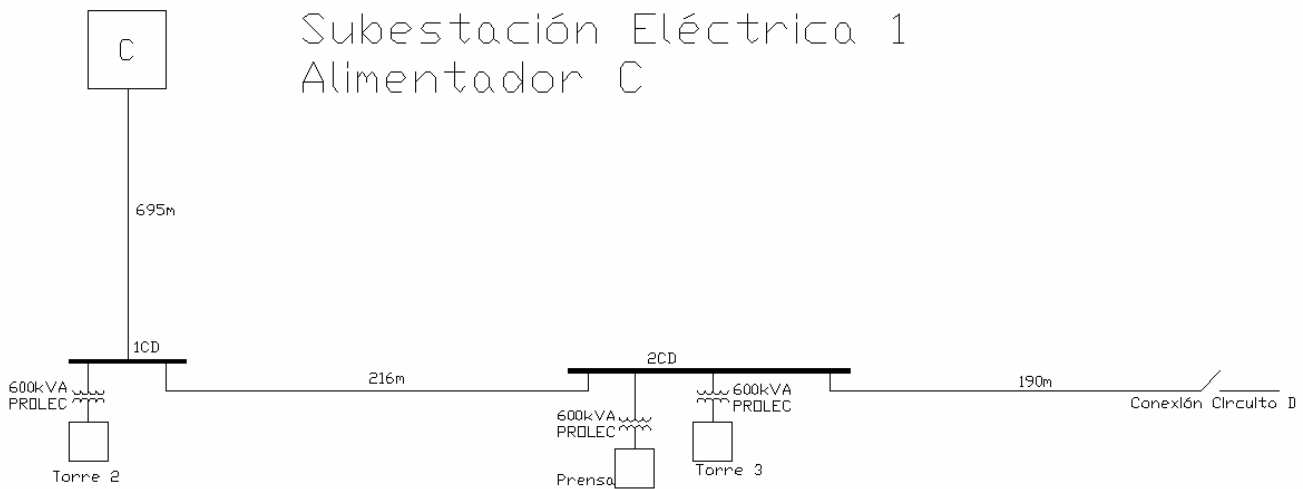 Subestación Eléctrica 1
Alimentador C
C
695m
1CD
600kVA
PROLEC
Torre 2
216m
2CD
600kVA
PROLEC
Prensa
600kVA
PROLEC
Torre 3
190m
Conexión Circuito D